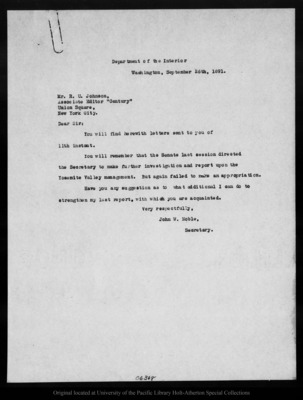 Department of the Interior
Washington, September 16th, 1891.
Mr. R. U. Johnson,
Associate Editor "Century"
Union Square,
New York City.
Dear Sir:
You will find herewith letters sent to you of
11th instant.
You will remember that the Senate last session directed
the Secretary to make further investigation and report upon the
Yosemite Valley management. But again failed to make an appropriation.
Have you any suggestion as to what additional I can do to
strengthen my last report, with which you are acquainted.
Very respectfully,
John W. Noble,
Secretary.
Original located at University of the Pacific Library Holt-Atherton Special Collections